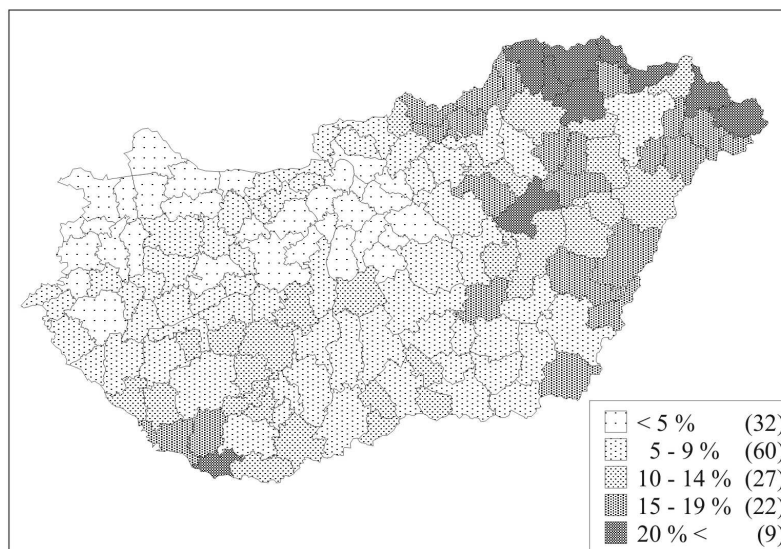 < 5 % (32)
5 - 9 % (60)
10 - 14 % (27)
15 - 19 % (22)
20 % < (9)